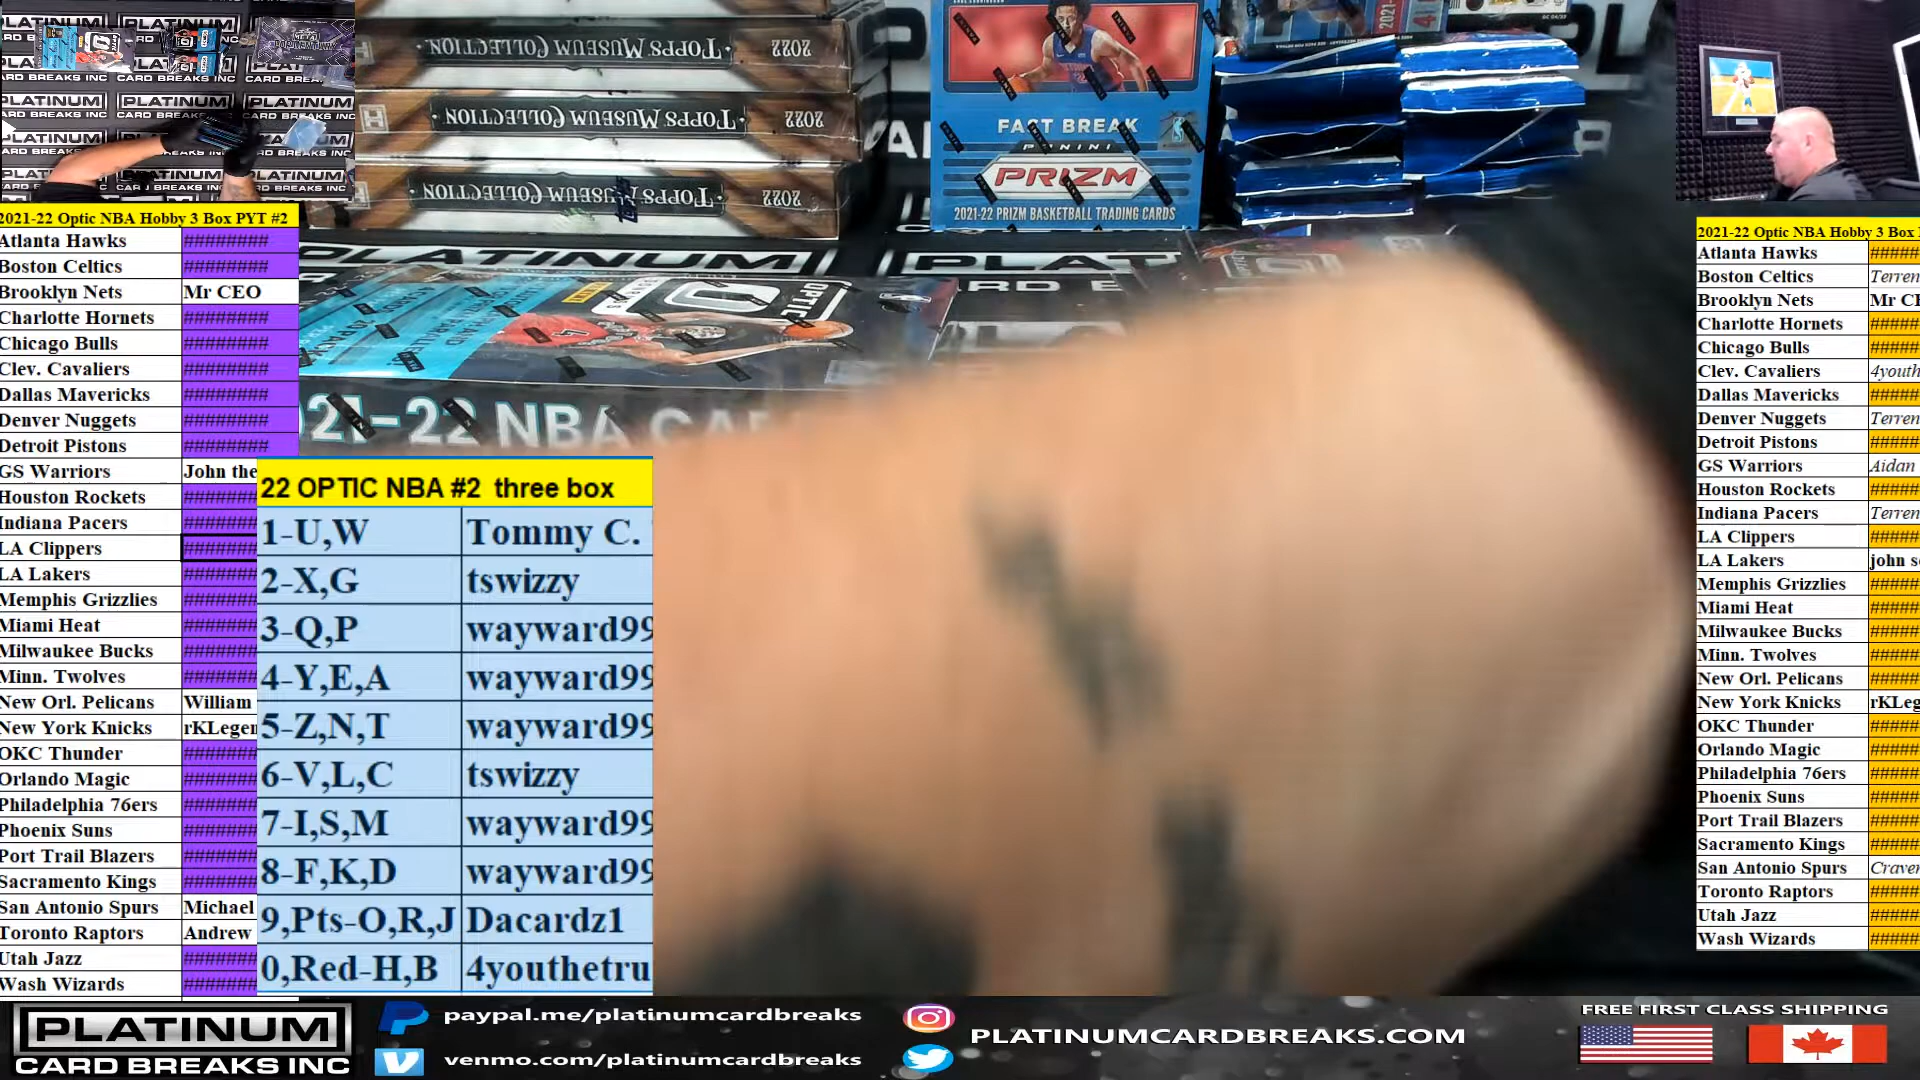 PLATINUM
CARD BREAKS INC
TOPPS MUSEUM COLLECTION 2022
TOPPS MUSEUM COLLECTION 2022
TOPPS MUSEUM COLLECTION 2022
FAST BREAK
PANINI
PRIZM
2021-22 PRIZM BASKETBALL TRADING CARDS
OPTIC
21-22 NBA CAR
2021-22 Optic NBA Hobby 3 Box PYT #2
Atlanta Hawks ########
Boston Celtics ########
Brooklyn Nets Mr CEO
Charlotte Hornets ########
Chicago Bulls ########
Clev. Cavaliers ########
Dallas Mavericks ########
Denver Nuggets ########
Detroit Pistons ########
GS Warriors John the
Houston Rockets #######
Indiana Pacers #######
LA Clippers #######
LA Lakers #######
Memphis Grizzlies #######
Miami Heat #######
Milwaukee Bucks #######
Minn. Twolves #######
New Orl. Pelicans William
New York Knicks rKLegen
OKC Thunder #######
Orlando Magic #######
Philadelphia 76ers #######
Phoenix Suns #######
Port Trail Blazers #######
Sacramento Kings #######
San Antonio Spurs Michael
Toronto Raptors Andrew
Utah Jazz #######
Wash Wizards #######
22 OPTIC NBA #2 three box
1-U,W Tommy C.
2-X,G tswizzy
3-Q,P wayward99
4-Y,E,A wayward99
5-Z,N,T wayward99
6-V,L,C tswizzy
7-I,S,M wayward99
8-F,K,D wayward99
9,Pts-O,R,J Dacardz1
0,Red-H,B 4youthetru
2021-22 Optic NBA Hobby 3 Box
Atlanta Hawks #####
Boston Celtics Terren
Brooklyn Nets Mr CE
Charlotte Hornets #####
Chicago Bulls #####
Clev. Cavaliers 4youth
Dallas Mavericks #####
Denver Nuggets Terren
Detroit Pistons #####
GS Warriors Aidan
Houston Rockets #####
Indiana Pacers Terren
LA Clippers #####
LA Lakers john s
Memphis Grizzlies #####
Miami Heat #####
Milwaukee Bucks #####
Minn. Twolves #####
New Orl. Pelicans #####
New York Knicks rKLeg
OKC Thunder #####
Orlando Magic #####
Philadelphia 76ers #####
Phoenix Suns #####
Port Trail Blazers #####
Sacramento Kings #####
San Antonio Spurs Craven
Toronto Raptors #####
Utah Jazz #####
Wash Wizards #####
PLATINUM
CARD BREAKS INC
paypal.me/platinumcardbreaks
venmo.com/platinumcardbreaks
PLATINUMCARDBREAKS.COM
FREE FIRST CLASS SHIPPING